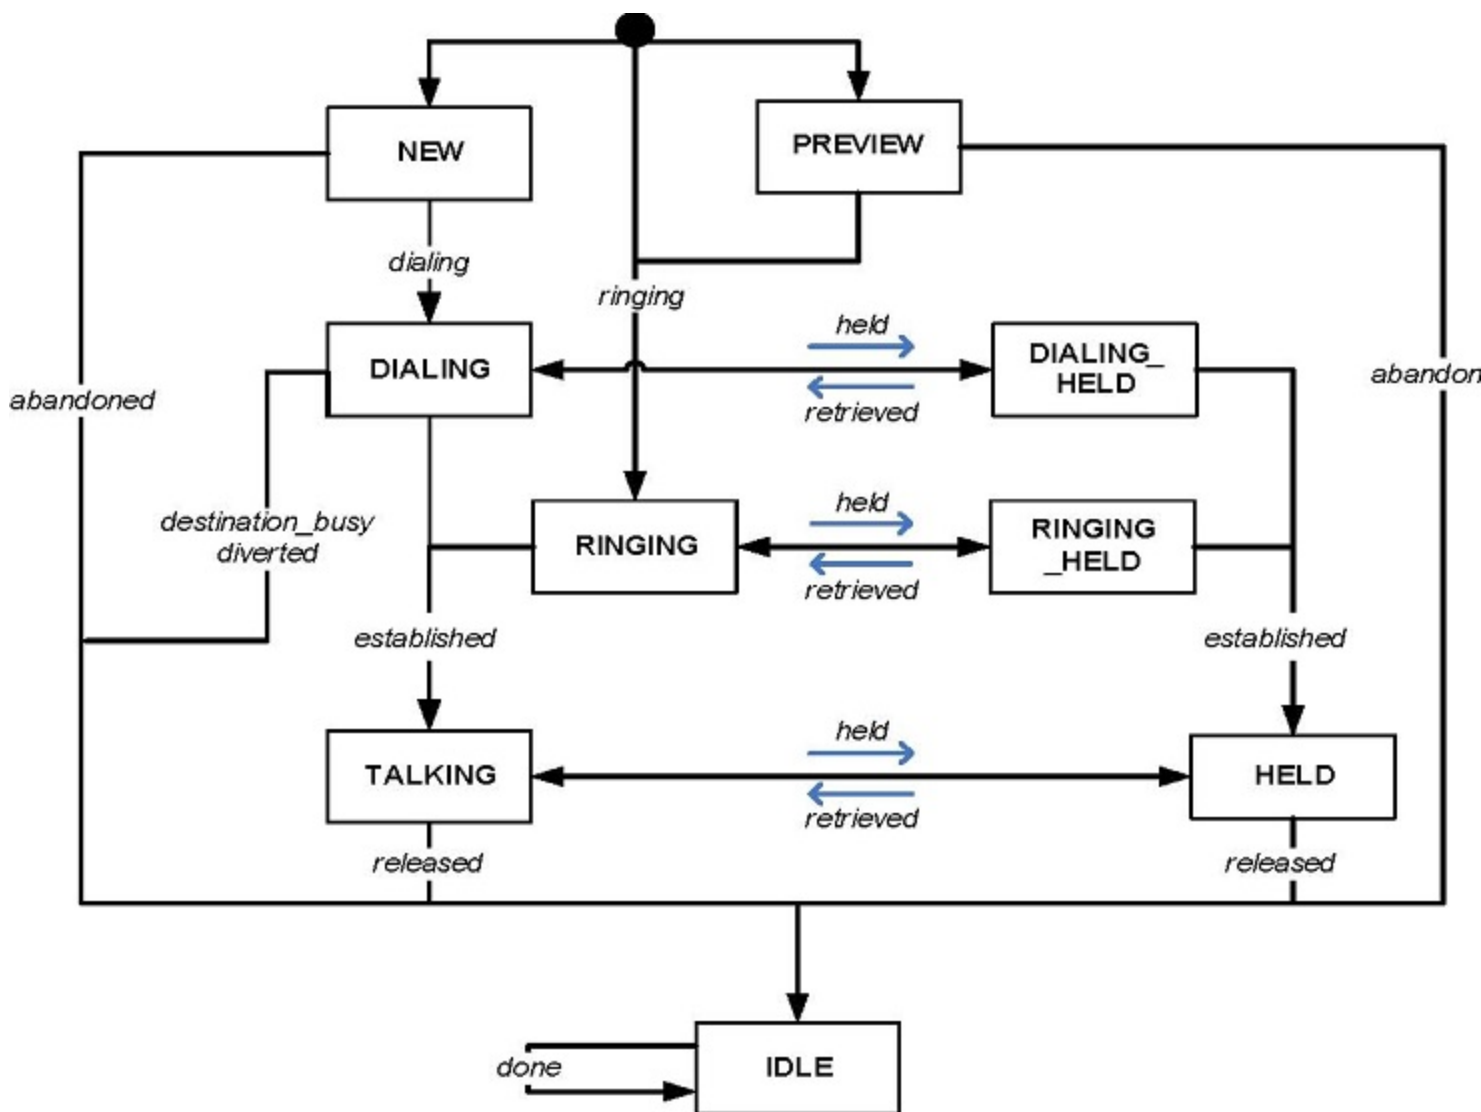 PREVIEW
NEW
dialing
ringing
held
DIALING
DIALING_
HELD
abandoned
abandon
retrieved
held
destination_busy
diverted
RINGING
RINGING
_HELD
retrieved
established
established
held
TALKING
HELD
retrieved
released
released
done
IDLE